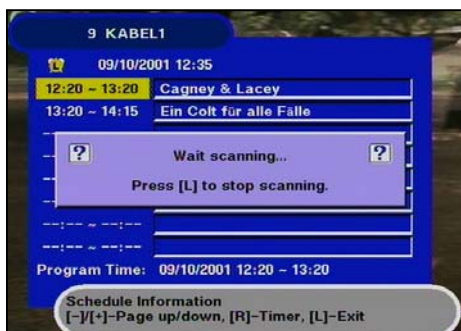 9 KABEL1
09/10/2001 12:35
12:20 ~ 13:20 Cagney & Lacey
13:20 ~ 14:15 Ein Colt für alle Fälle
--
? Wait scanning... ?
--
Press [L] to stop scanning.
--
--:-- ~ --:--
--:-- ~ --:--
Program Time: 09/10/2001 12:20 ~ 13:20
Schedule Information
[-]/[+]-Page up/down, [R]-Timer, [L]-Exit